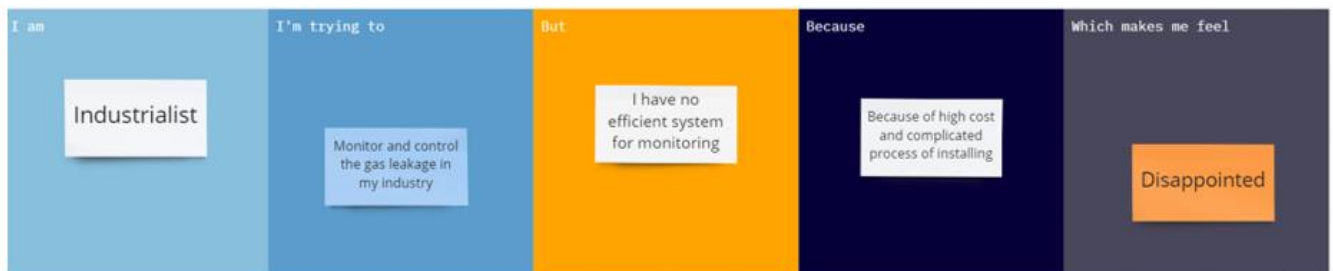 I am
Industrialist
I'm trying to
Monitor and control
the gas leakage in
my industry
But
I have no
efficient system
for monitoring
Because
Because of high cost
and complicated
process of installing
Which makes me feel
Disappointed